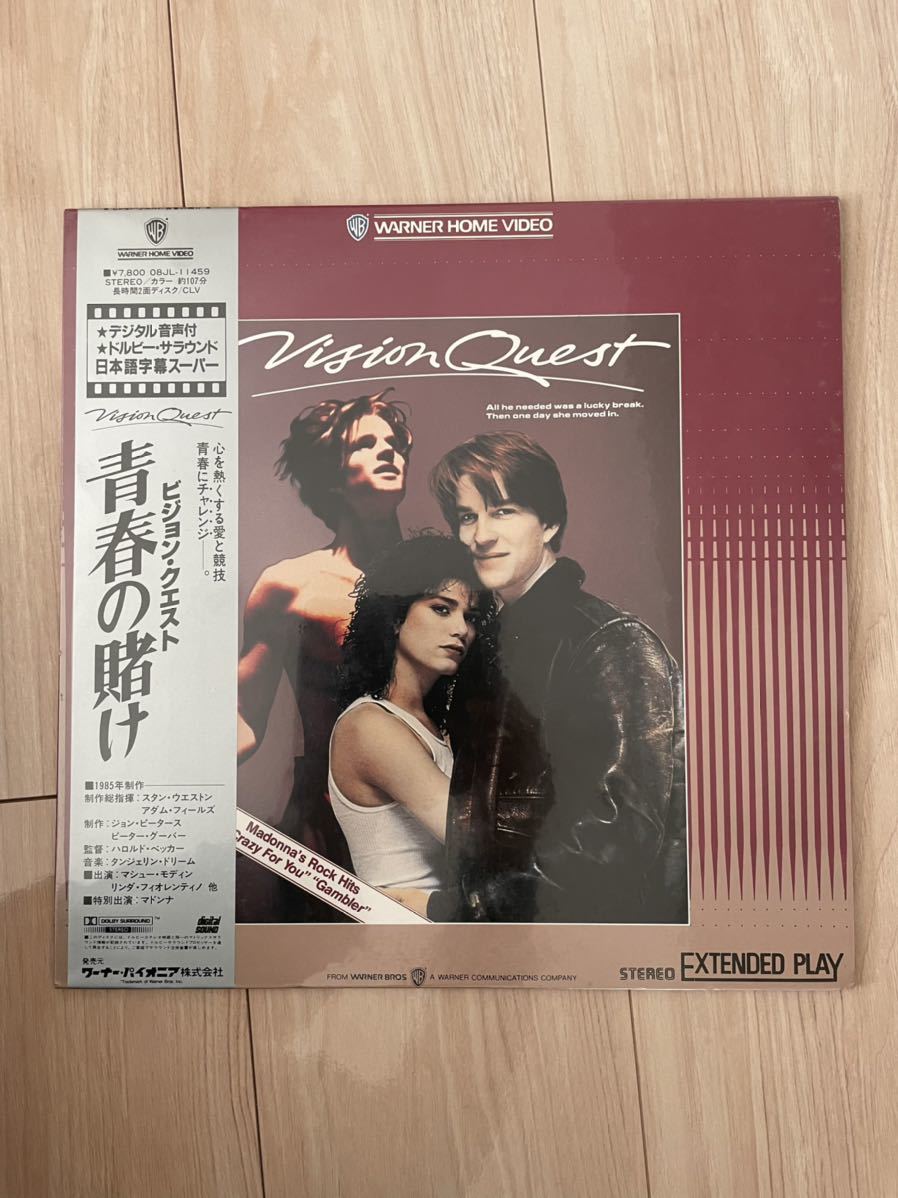 WB
WARNER HOME VIDEO
■¥7,800 08JL-11459
STEREO/カラー 約107分
長時間2面ディスク/CLV
★デジタル音声付
★ドルビー・サラウンド
日本語字幕スーパー
Vision Quest
心を熱くする愛と競技
青春にチャレンジ――。
ビジョン・クエスト
青春の賭け
■1985年制作
制作総指揮：スタン・ウエストン
アダム・フィールズ
制作：ジョン・ピータース
ピーター・グーバー
監督：ハロルド・ベッカー
音楽：タンジェリン・ドリーム
■出演：マシュー・モディン
リンダ・フィオレンティノ 他
■特別出演：マドンナ
DOLBY SURROUND™
STEREO
digital
SOUND
発売元
ワーナー・パイオニア株式会社
*Trademark of Warner Bros. Inc.
WB WARNER HOME VIDEO
Vision Quest
All he needed was a lucky break.
Then one day she moved in.
Madonna's Rock Hits
Crazy For You" "Gambler"
FROM WARNER BROS WB A WARNER COMMUNICATIONS COMPANY
STEREO EXTENDED PLAY